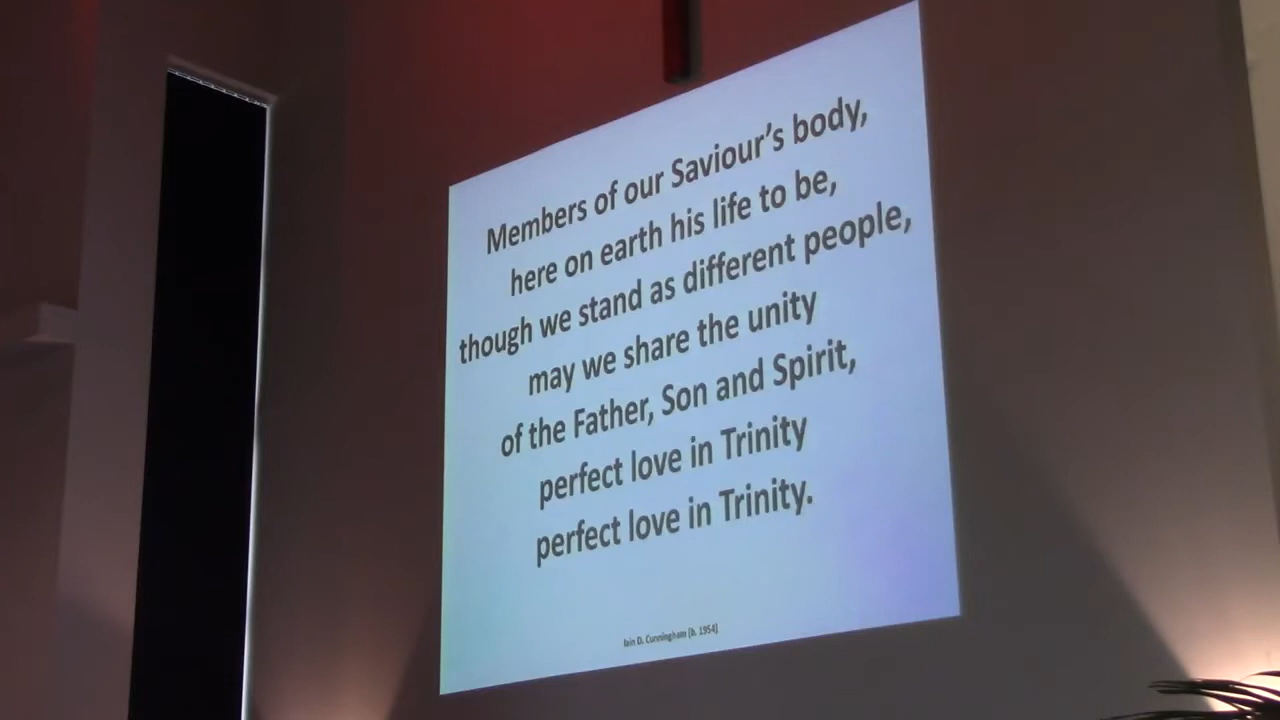 Members of our Saviour's body,
here on earth his life to be,
though we stand as different people,
may we share the unity
of the Father, Son and Spirit,
perfect love in Trinity
perfect love in Trinity.
Iain D. Cunningham [b. 1954]